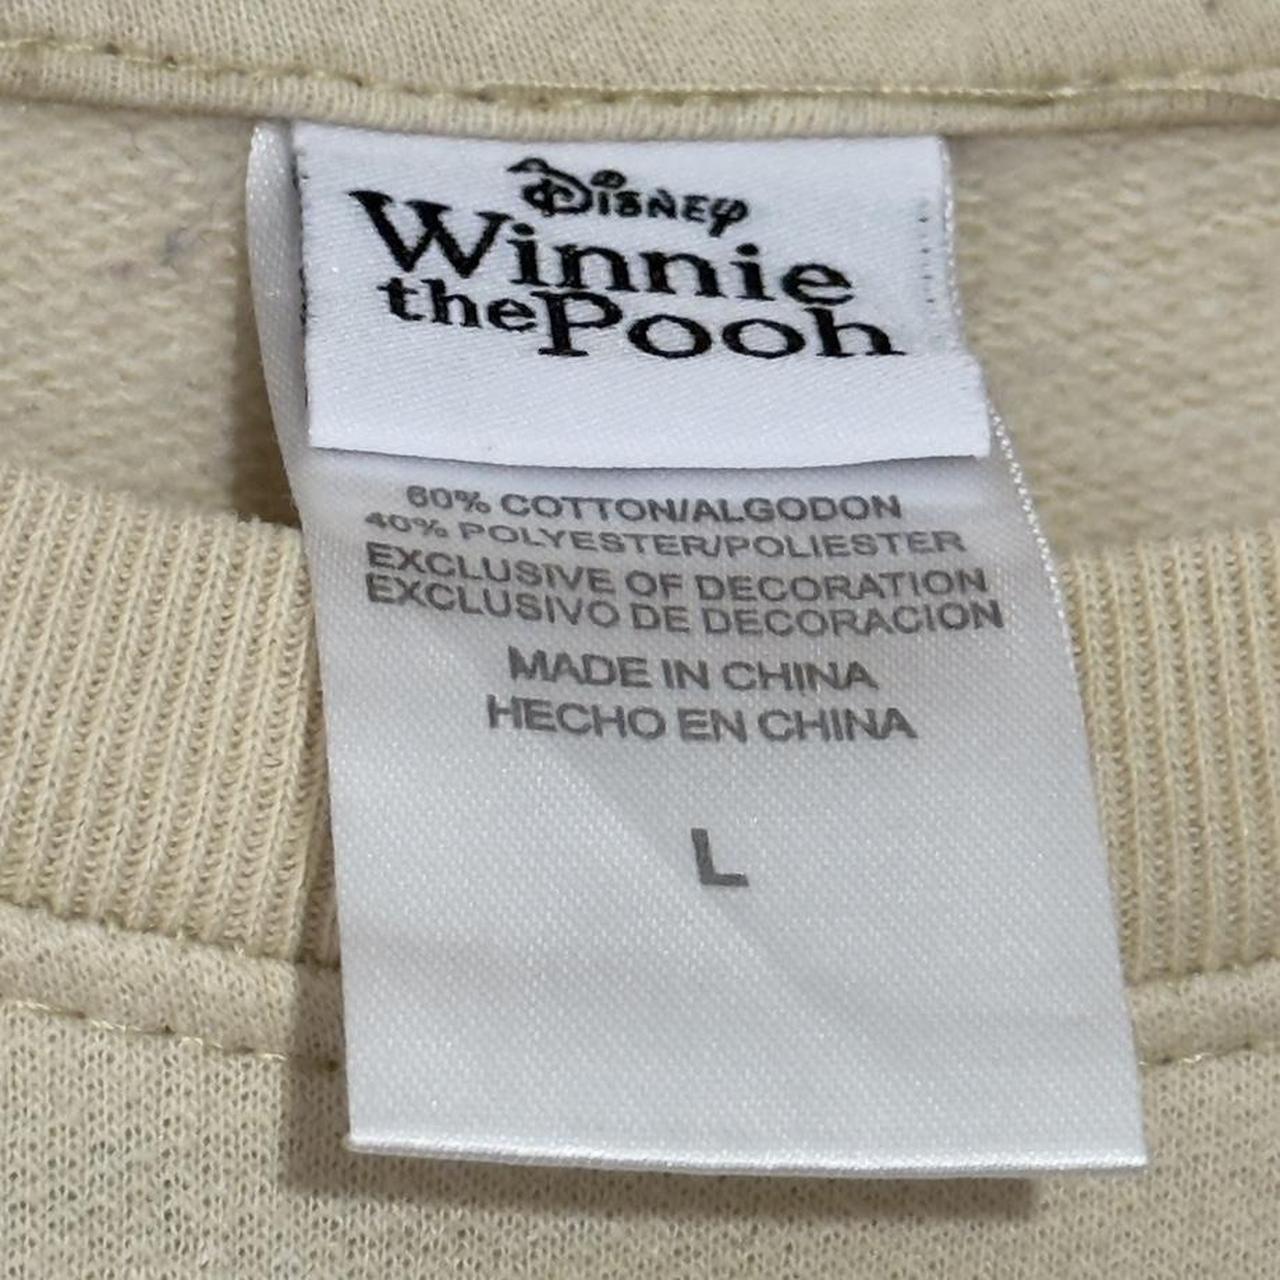 Disney
Winnie
the Pooh
60% COTTON/ALGODON
40% POLYESTER/POLIESTER
EXCLUSIVE OF DECORATION
EXCLUSIVO DE DECORACION
MADE IN CHINA
HECHO EN CHINA
L